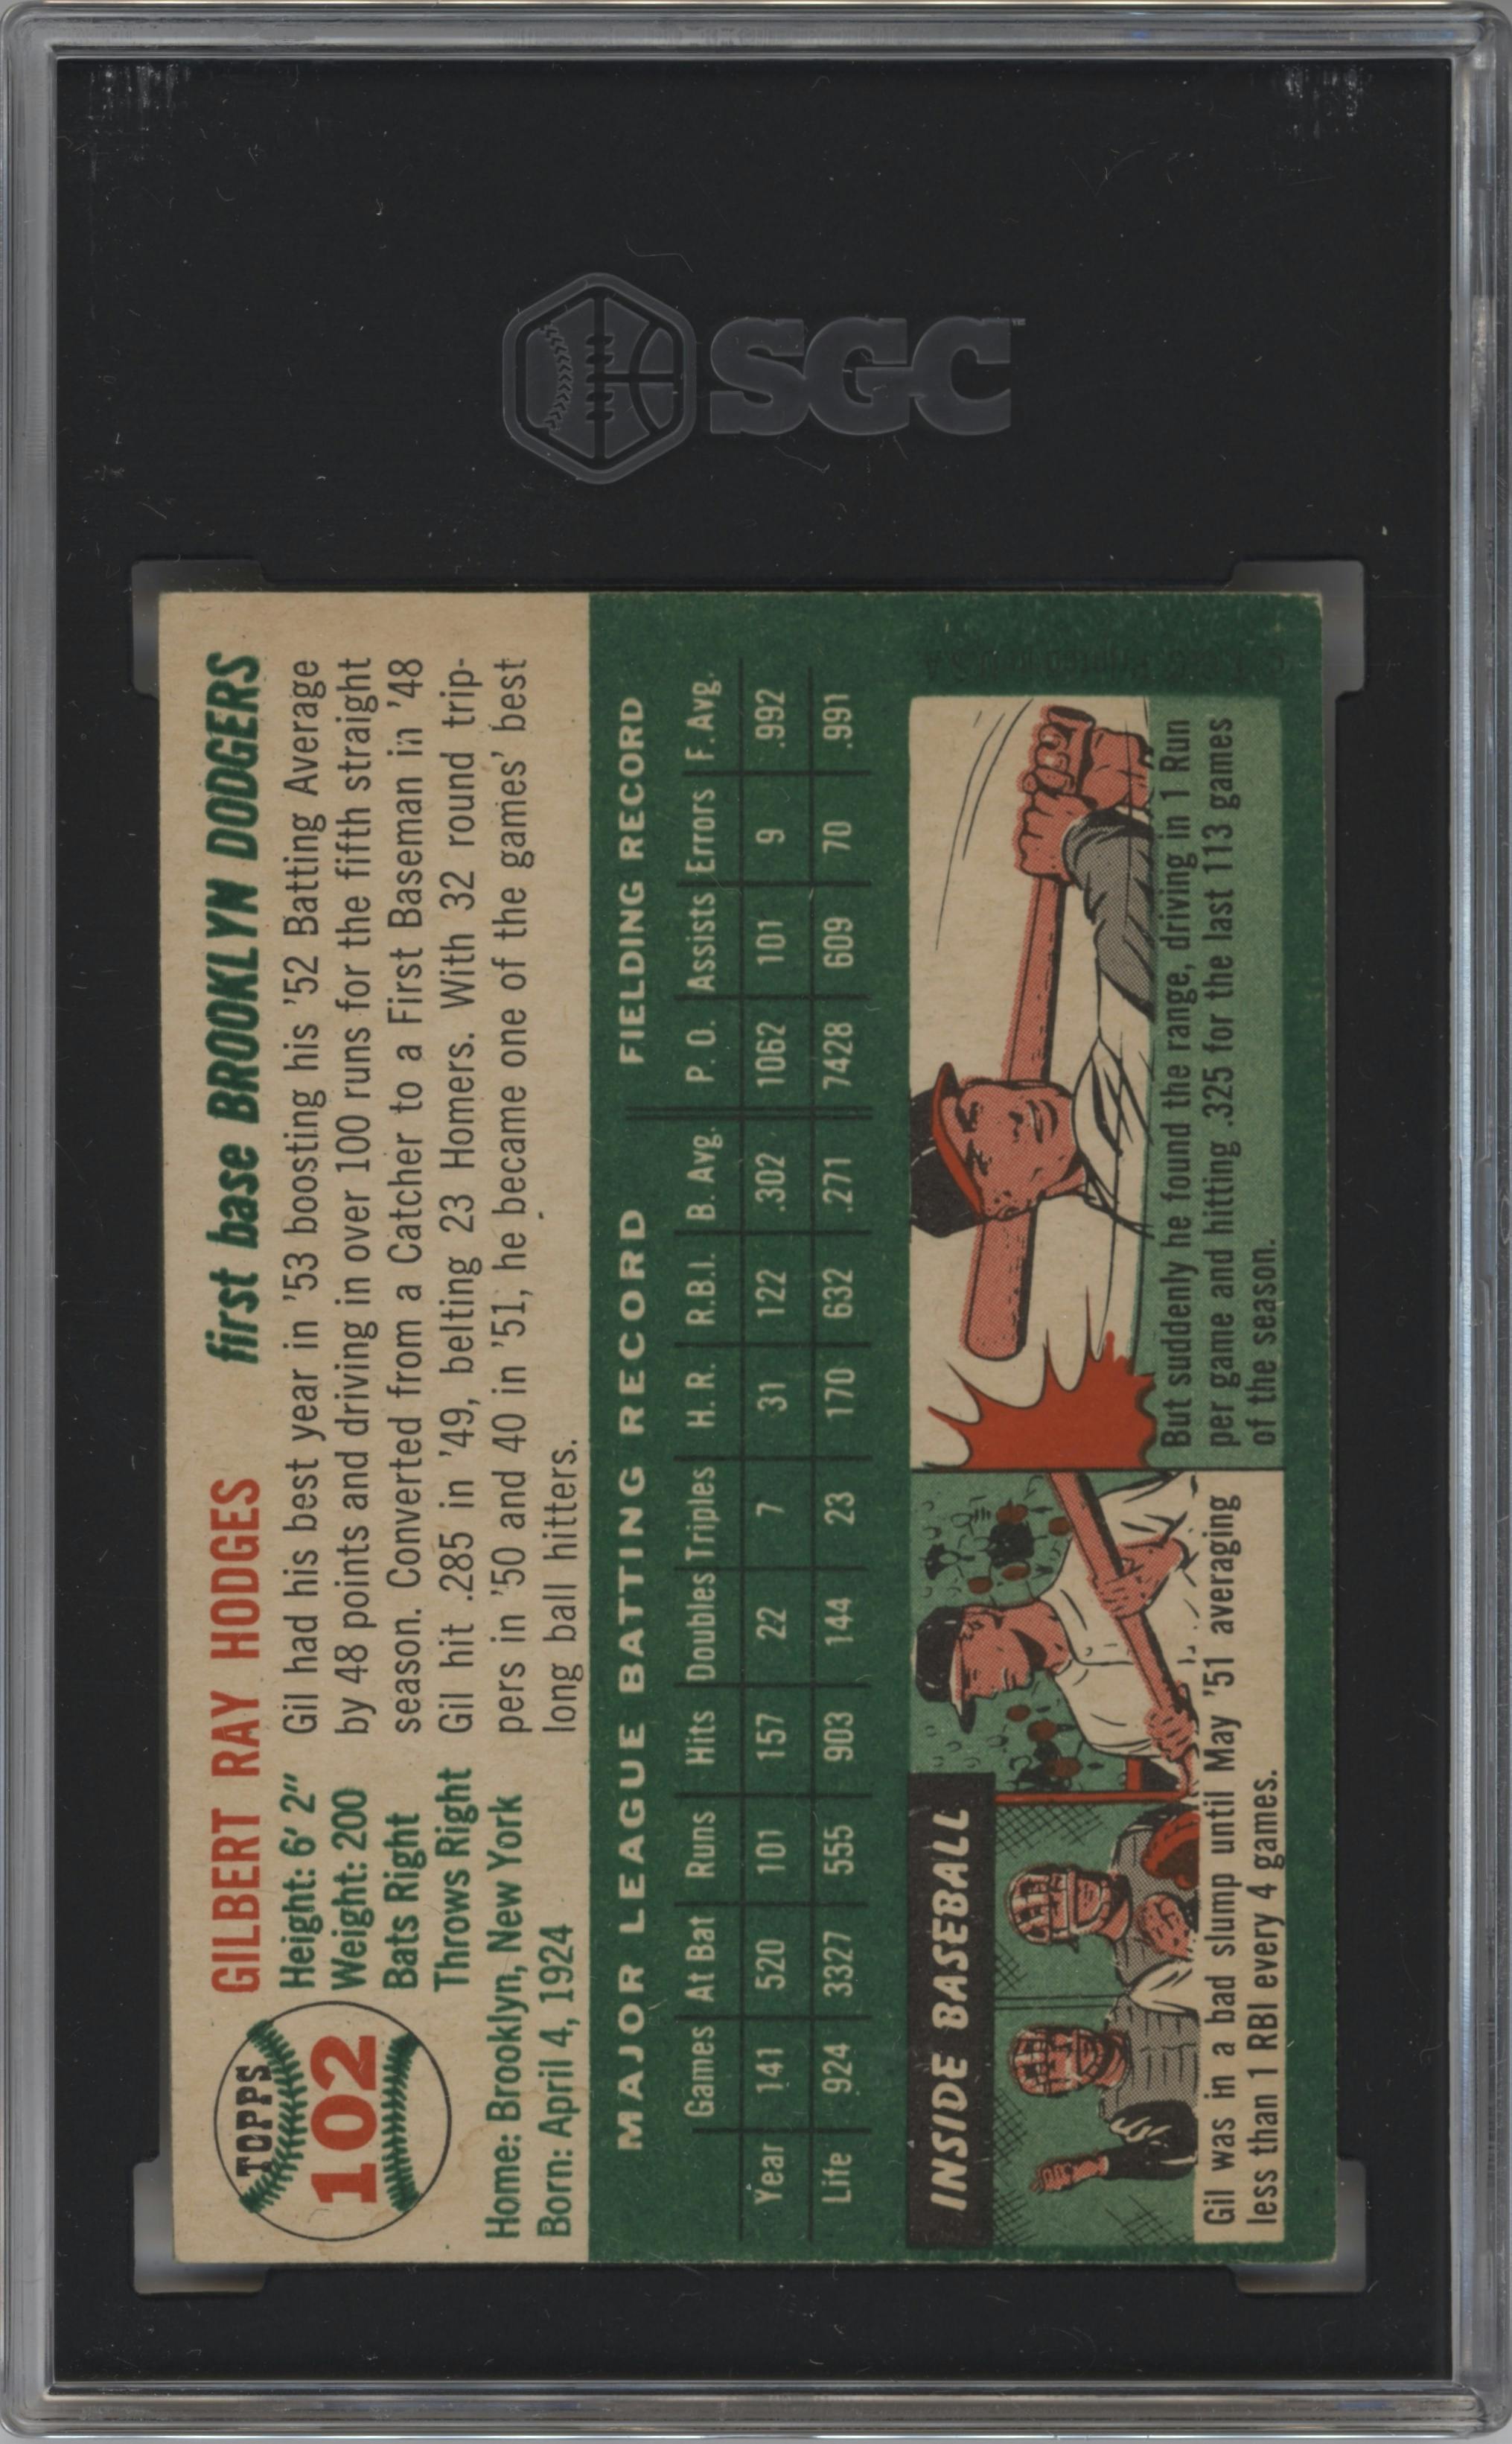 SGC
TOPPS
102
GILBERT RAY HODGES first base BROOKLYN DODGERS
Height: 6' 2"
Weight: 200
Bats Right
Throws Right
Home: Brooklyn, New York
Born: April 4, 1924
Gil had his best year in '53 boosting his '52 Batting Average
by 48 points and driving in over 100 runs for the fifth straight
season. Converted from a Catcher to a First Baseman in '48
Gil hit .285 in '49, belting 23 Homers. With 32 round trip-
pers in '50 and 40 in '51, he became one of the games' best
long ball hitters.
MAJOR LEAGUE BATTING RECORD FIELDING RECORD
Games At Bat Runs Hits Doubles Triples H. R. R.B.I. B. Avg. P. O. Assists Errors F. Avg.
Year 141 520 101 157 22 7 31 122 .302 1062 101 9 .992
Life 924 3327 555 903 144 23 170 632 .271 7428 609 70 .991
INSIDE BASEBALL
Gil was in a bad slump until May '51 averaging
less than 1 RBI every 4 games.
But suddenly he found the range, driving in 1 Run
per game and hitting .325 for the last 113 games
of the season.
PRINTED IN U.S.A.